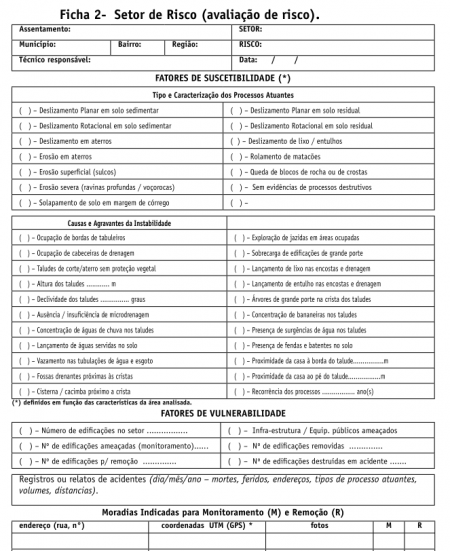 Ficha 2- Setor de Risco (avaliação de risco).
Assentamento: SETOR:
Município: Bairro: Região: RISCO:
Técnico responsável: Data: / /
FATORES DE SUSCETIBILIDADE (*)
Tipo e Caracterização dos Processos Atuantes
( ) – Deslizamento Planar em solo sedimentar ( ) – Deslizamento Planar em solo residual
( ) – Deslizamento Rotacional em solo sedimentar ( ) – Deslizamento Rotacional em solo residual
( ) – Deslizamento em aterros ( ) – Deslizamento de lixo / entulhos
( ) – Erosão em aterros ( ) – Rolamento de matacões
( ) – Erosão superficial (sulcos) ( ) – Queda de blocos de rocha ou de crostas
( ) – Erosão severa (ravinas profundas / voçorocas) ( ) – Sem evidências de processos destrutivos
( ) – Solapamento de solo em margem de córrego ( ) –
Causas e Agravantes da Instabilidade
( ) – Ocupação de bordas de tabuleiros ( ) – Exploração de jazidas em áreas ocupadas
( ) – Ocupação de cabeceiras de drenagem ( ) – Sobrecarga de edificações de grande porte
( ) – Taludes de corte/aterro sem proteção vegetal ( ) – Lançamento de lixo nas encostas e drenagem
( ) – Altura dos taludes ............ m ( ) – Lançamento de entulho nas encostas e drenagem
( ) – Declividade dos taludes ............... graus ( ) – Árvores de grande porte na crista dos taludes
( ) – Ausência / insuficiência de microdrenagem ( ) – Concentração de bananeiras nos taludes
( ) – Concentração de águas de chuva nos taludes ( ) – Presença de surgências de água nos taludes
( ) – Lançamento de águas servidas no solo ( ) – Presença de fendas e batentes no solo
( ) – Vazamento nas tubulações de água e esgoto ( ) – Proximidade da casa à borda do talude................m
( ) – Fossas drenantes próximas às cristas ( ) – Proximidade da casa ao pé do talude.................m
( ) – Cisterna / cacimba próximo a crista ( ) – Recorrência dos processos ................. ano(s)
(*) definidos em função das características da área analisada.
FATORES DE VULNERABILIDADE
( ) – Número de edificações no setor ................. ( ) – Infra-estrutura / Equip. públicos ameaçados
( ) – Nº de edificações ameaçadas (monitoramento)...... ( ) – Nº de edificações removidas ..............
( ) – Nº de edificações p/ remoção .............. ( ) – Nº de edificações destruidas em acidente .......
Registros ou relatos de acidentes (dia/mês/ano – mortes, feridos, endereços, tipos de processo atuantes,
volumes, distancias).
Moradias Indicadas para Monitoramento (M) e Remoção (R)
endereço (rua, nº) coordenadas UTM (GPS) * fotos M R